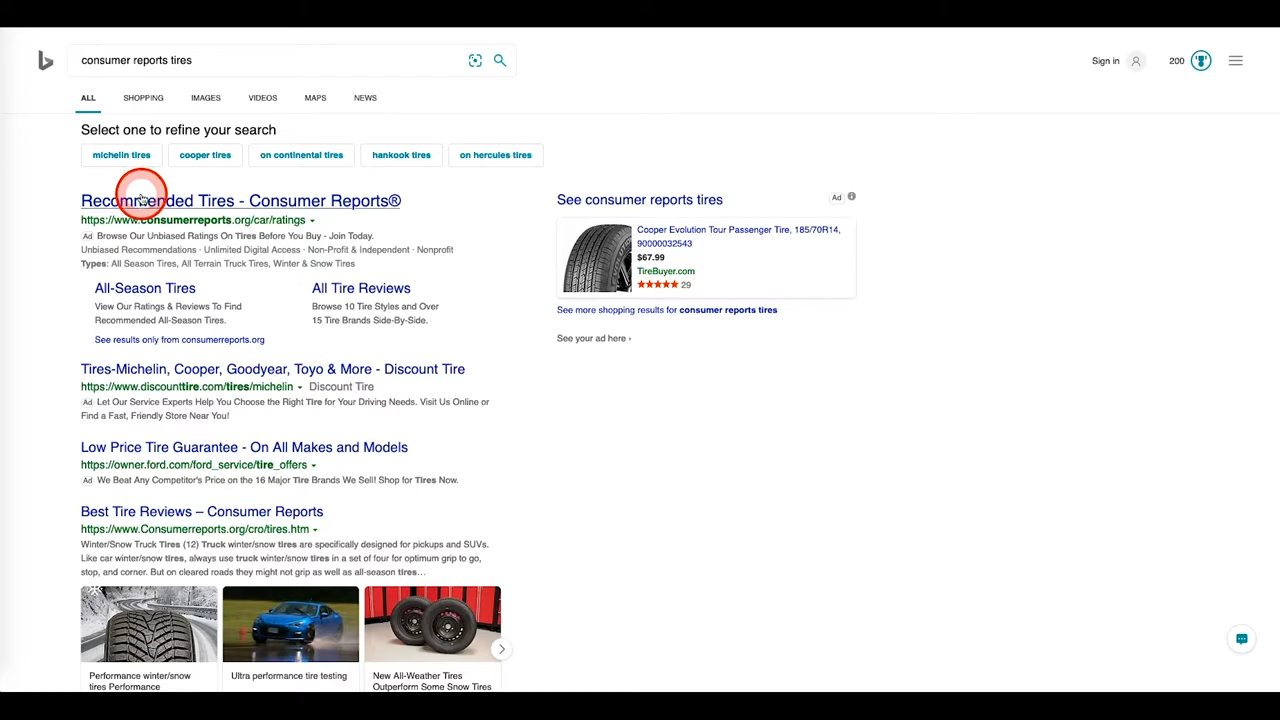 consumer reports tires
Sign in
200
ALL
SHOPPING
IMAGES
VIDEOS
MAPS
NEWS
Select one to refine your search
michelin tires
cooper tires
on continental tires
hankook tires
on hercules tires
Recommended Tires - Consumer Reports®
https://www.consumerreports.org/car/ratings
Ad Browse Our Unbiased Ratings On Tires Before You Buy - Join Today.
Unbiased Recommendations · Unlimited Digital Access · Non-Profit & Independent · Nonprofit
Types: All Season Tires, All Terrain Truck Tires, Winter & Snow Tires
All-Season Tires
View Our Ratings & Reviews To Find
Recommended All-Season Tires.
All Tire Reviews
Browse 10 Tire Styles and Over
15 Tire Brands Side-By-Side.
See results only from consumerreports.org
Tires-Michelin, Cooper, Goodyear, Toyo & More - Discount Tire
https://www.discounttire.com/tires/michelin Discount Tire
Ad Let Our Service Experts Help You Choose the Right Tire for Your Driving Needs. Visit Us Online or
Find a Fast, Friendly Store Near You!
Low Price Tire Guarantee - On All Makes and Models
https://owner.ford.com/ford_service/tire_offers
Ad We Beat Any Competitor's Price on the 16 Major Tire Brands We Sell! Shop for Tires Now.
Best Tire Reviews – Consumer Reports
https://www.Consumerreports.org/cro/tires.htm
Winter/Snow Truck Tires (12) Truck winter/snow tires are specifically designed for pickups and SUVs.
Like car winter/snow tires, always use truck winter/snow tires in a set of four for optimum grip to go,
stop, and corner. But on cleared roads they might not grip as well as all-season tires…
Performance winter/snow
tires Performance
Ultra performance tire testing
New All-Weather Tires
Outperform Some Snow Tires
See consumer reports tires
Ad
Cooper Evolution Tour Passenger Tire, 185/70R14,
90000032543
$67.99
TireBuyer.com
29
See more shopping results for consumer reports tires
See your ad here ›